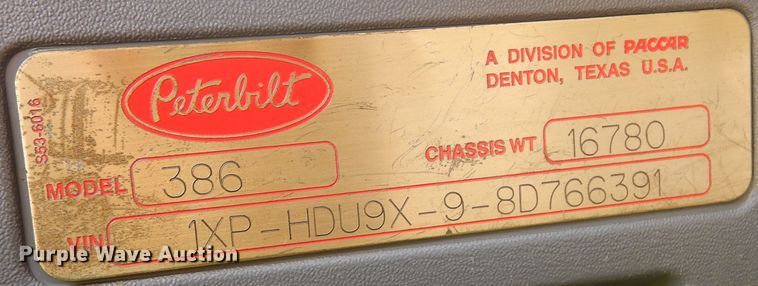 Peterbilt
A DIVISION OF PACCAR
DENTON, TEXAS U.S.A.
S53-6016
MODEL 386
CHASSIS WT 16780
VIN 1XP-HDU9X-9-8D766391
Purple Wave Auction